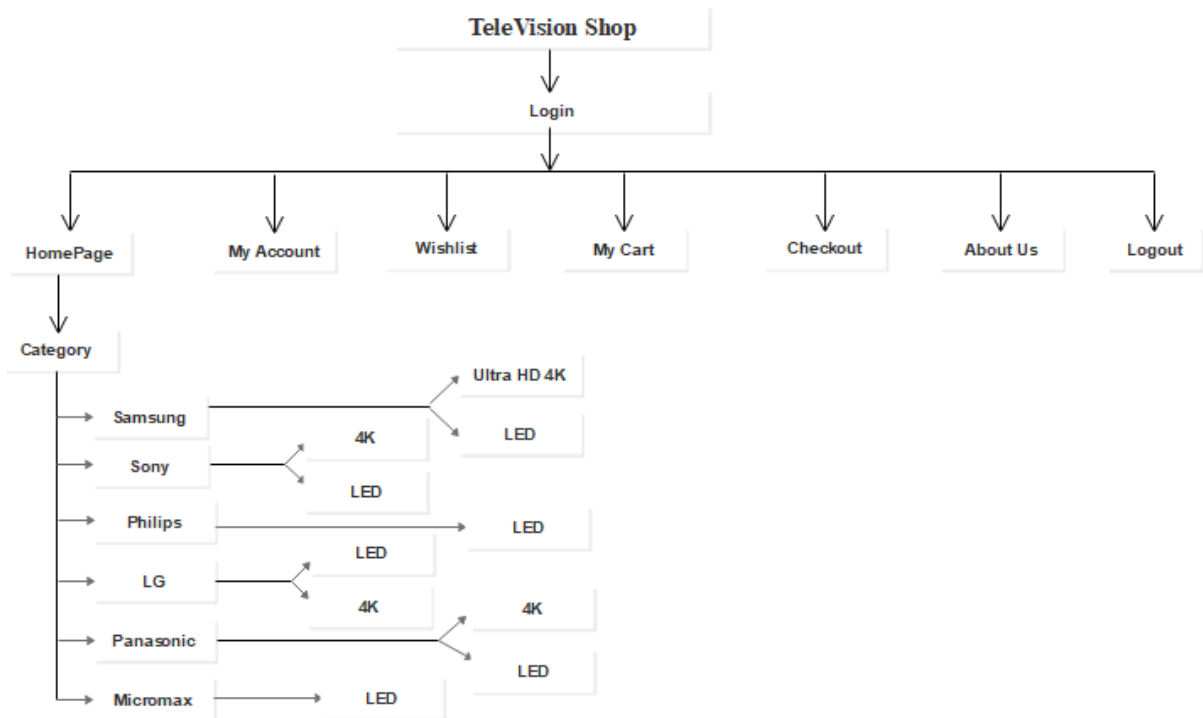 TeleVision Shop
Login
HomePage
My Account
Wishlist
My Cart
Checkout
About Us
Logout
Category
Samsung
Ultra HD 4K
LED
Sony
4K
LED
Philips
LED
LG
LED
4K
Panasonic
4K
LED
Micromax
LED